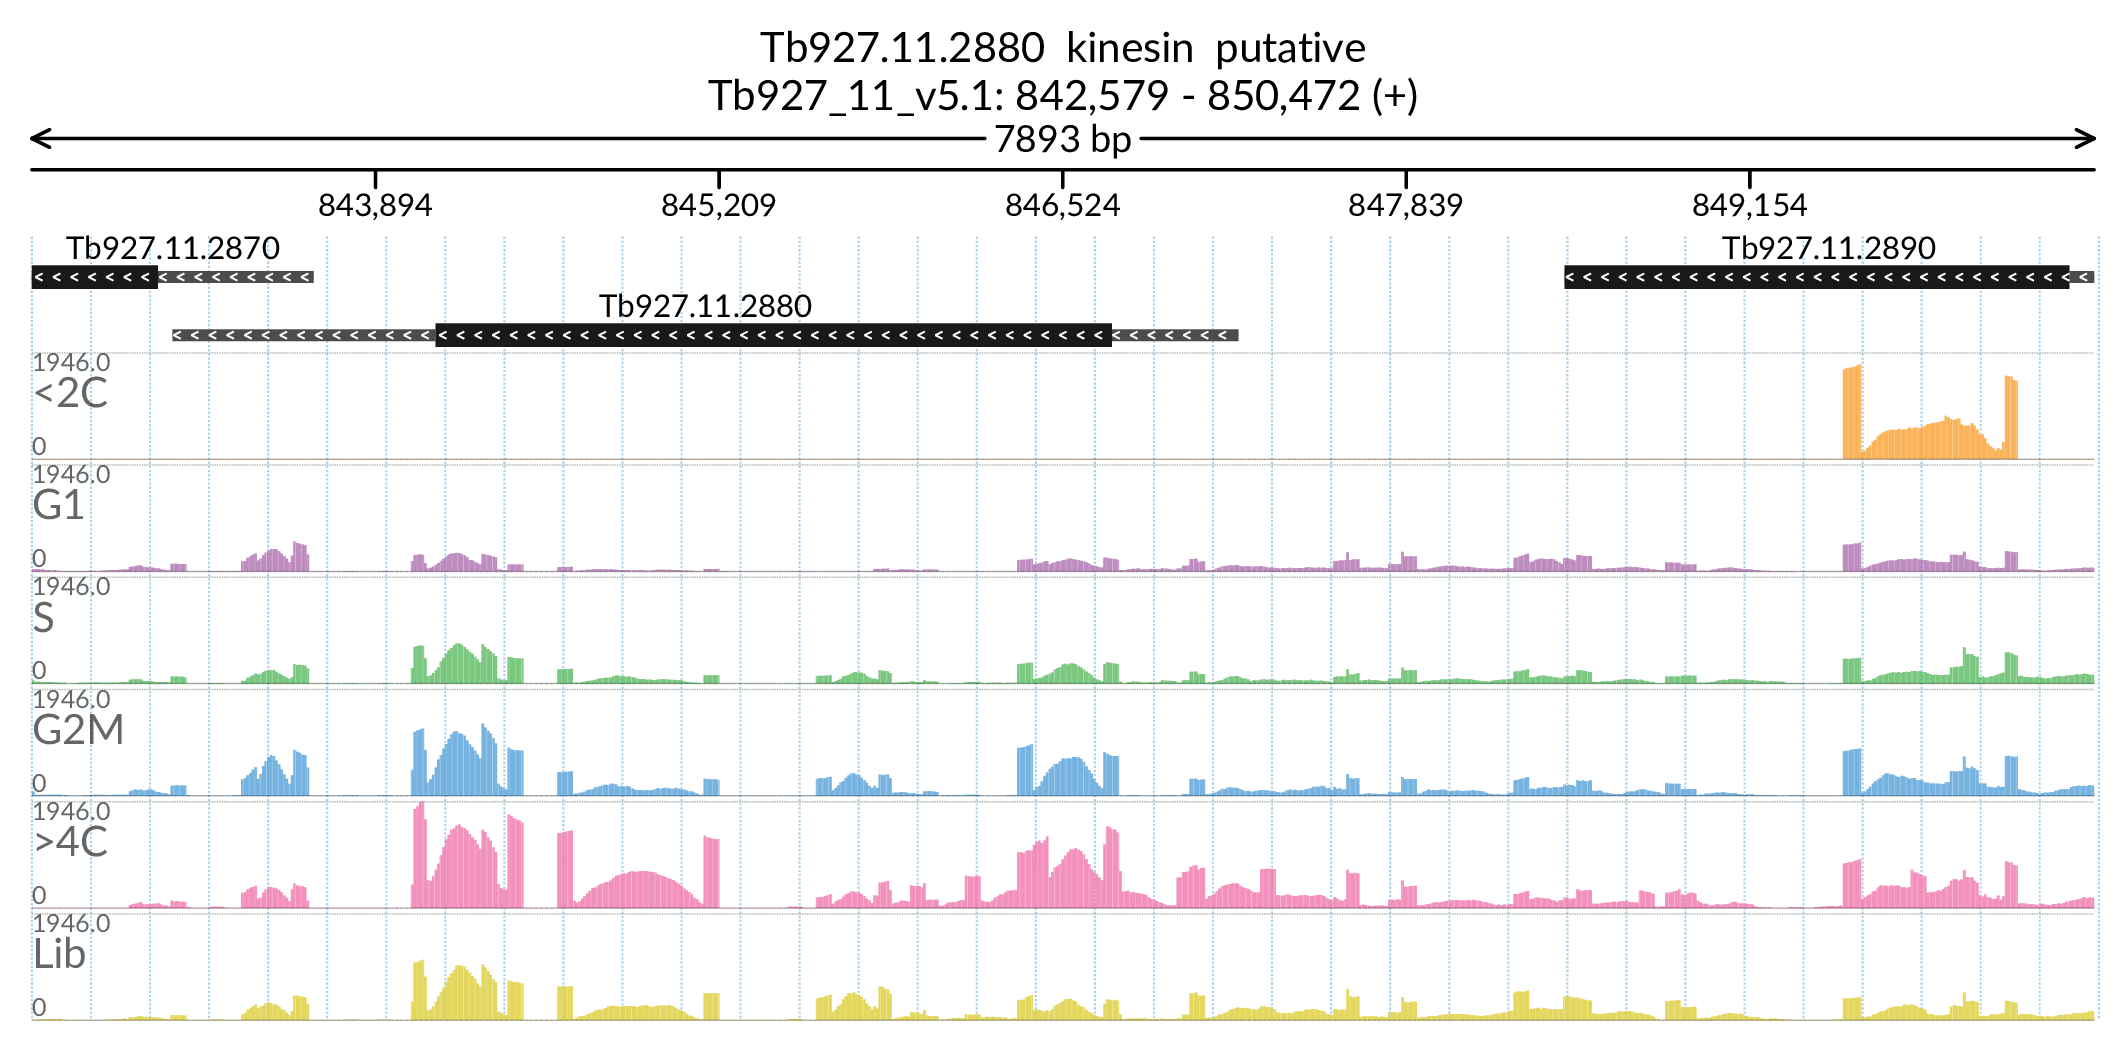 Tb927.11.2880 kinesin putative
Tb927_11_v5.1: 842,579 - 850,472 (+)
7893 bp
843,894 845,209 846,524 847,839 849,154
Tb927.11.2870 Tb927.11.2890
Tb927.11.2880
1946.0
<2C
0
1946.0
G1
0
1946.0
S
0
1946.0
G2M
0
1946.0
>4C
0
1946.0
Lib
0